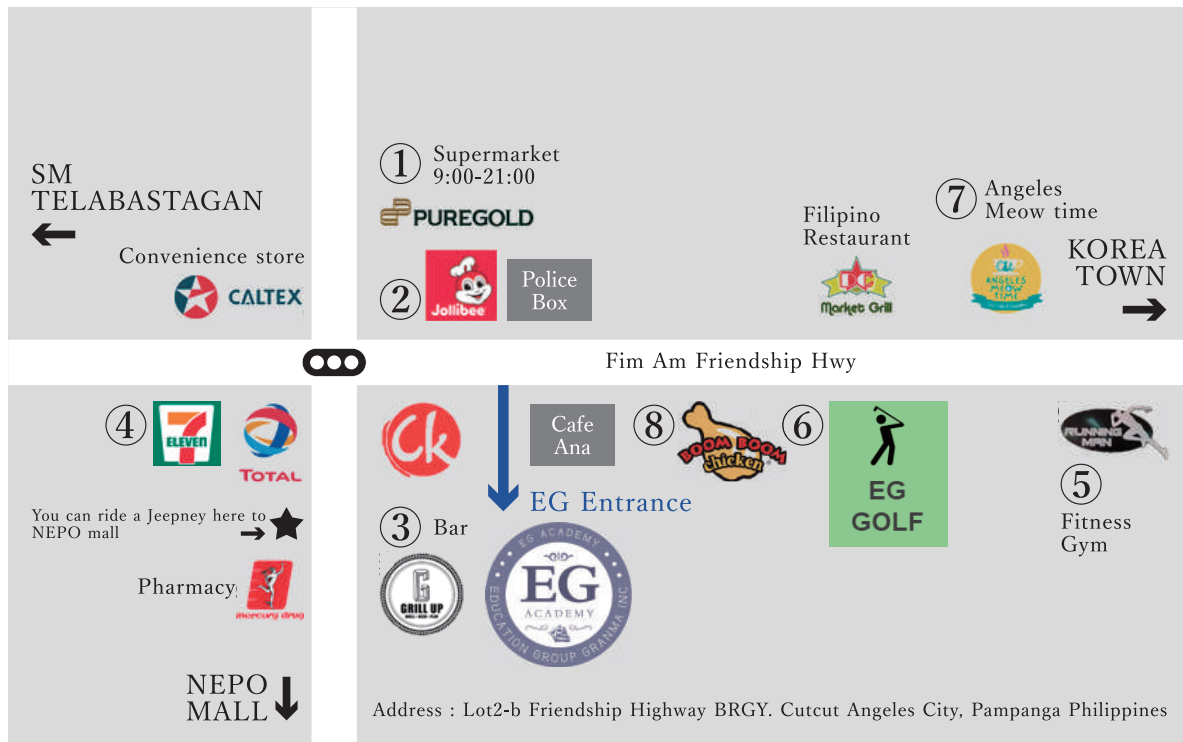 SM
TELABASTAGAN
Convenience store
CALTEX
① Supermarket
9:00-21:00
PUREGOLD
②
Jollibee
Police
Box
Filipino
Restaurant
Market Grill
⑦ Angeles
Meow time
ANGELES
MEOW
TIME
KOREA
TOWN
Fim Am Friendship Hwy
④
7
ELEVEN
TOTAL
You can ride a Jeepney here to
NEPO mall
Pharmacy
mercury drug
NEPO
MALL
Ck
③ Bar
G
GRILL UP
Cafe
Ana
EG Entrance
EG ACADEMY
EG
ACADEMY
EDUCATION GROUP GRANMA INC
⑧
BOOM BOOM
chicken
⑥
EG
GOLF
RUNNING
MAN
⑤
Fitness
Gym
Address : Lot2-b Friendship Highway BRGY. Cutcut Angeles City, Pampanga Philippines